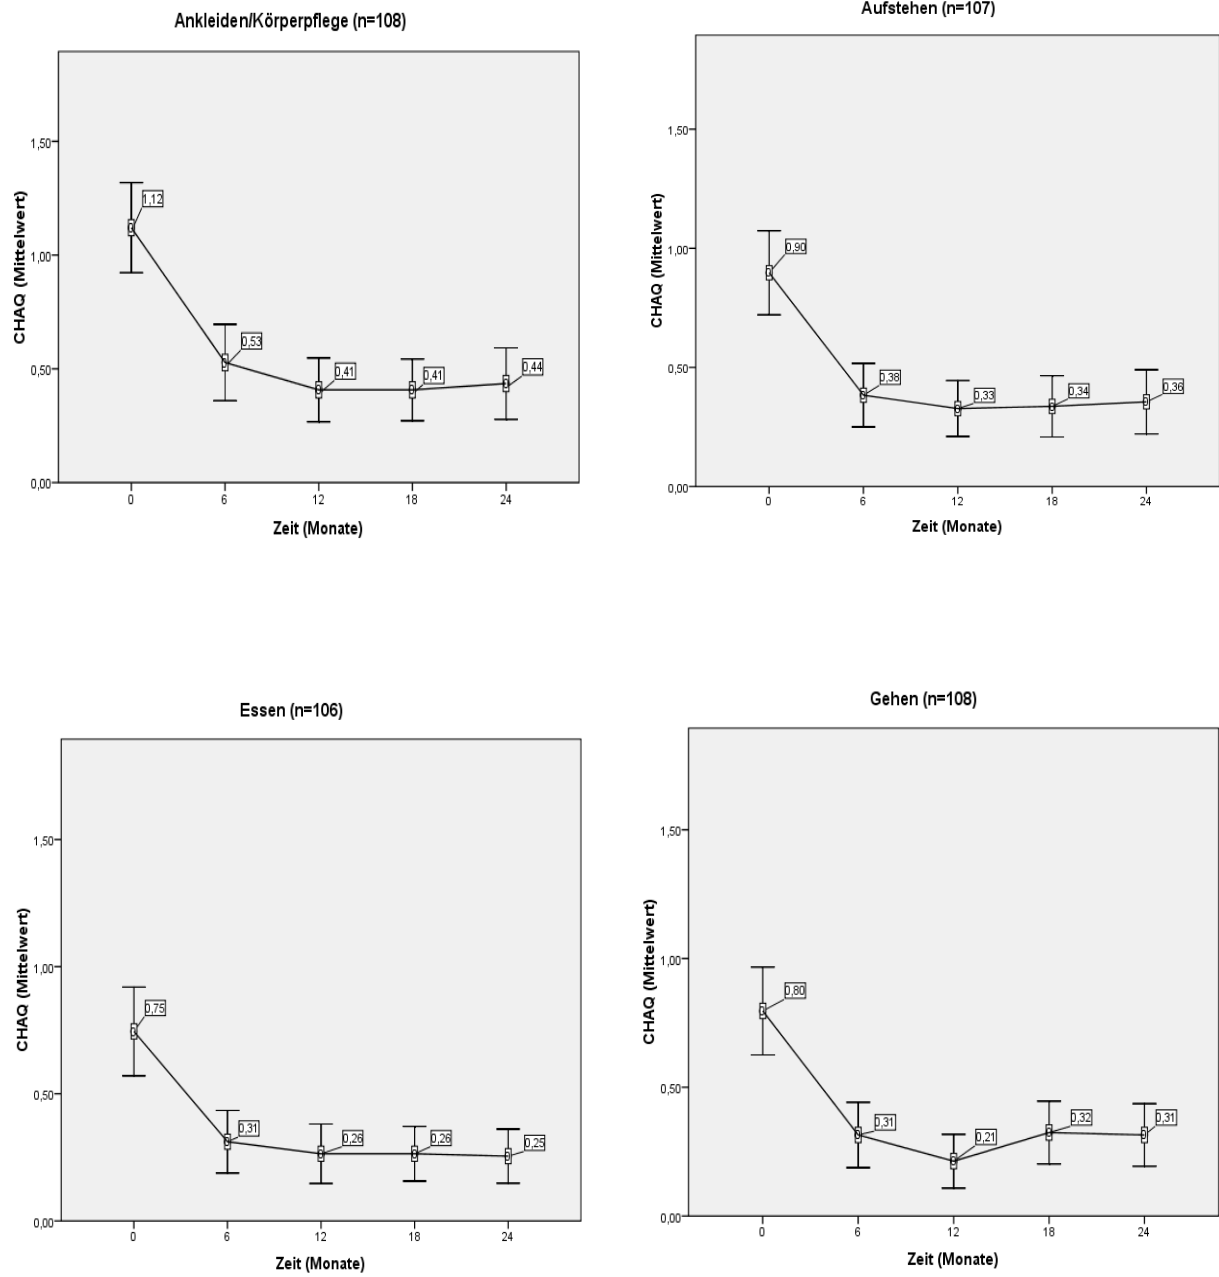 Ankleiden/Körperpflege (n=108)
CHAQ (Mittelwert)
1,50
1,00
0,50
0,00
1,12
0,53
0,41
0,41
0,44
0 6 12 18 24
Zeit (Monate)
Aufstehen (n=107)
CHAQ (Mittelwert)
1,50
1,00
0,50
0,00
0,90
0,38
0,33
0,34
0,36
0 6 12 18 24
Zeit (Monate)
Essen (n=106)
CHAQ (Mittelwert)
1,50
1,00
0,50
0,00
0,75
0,31
0,26
0,26
0,25
0 6 12 18 24
Zeit (Monate)
Gehen (n=108)
CHAQ (Mittelwert)
1,50
1,00
0,50
0,00
0,80
0,31
0,21
0,32
0,31
0 6 12 18 24
Zeit (Monate)